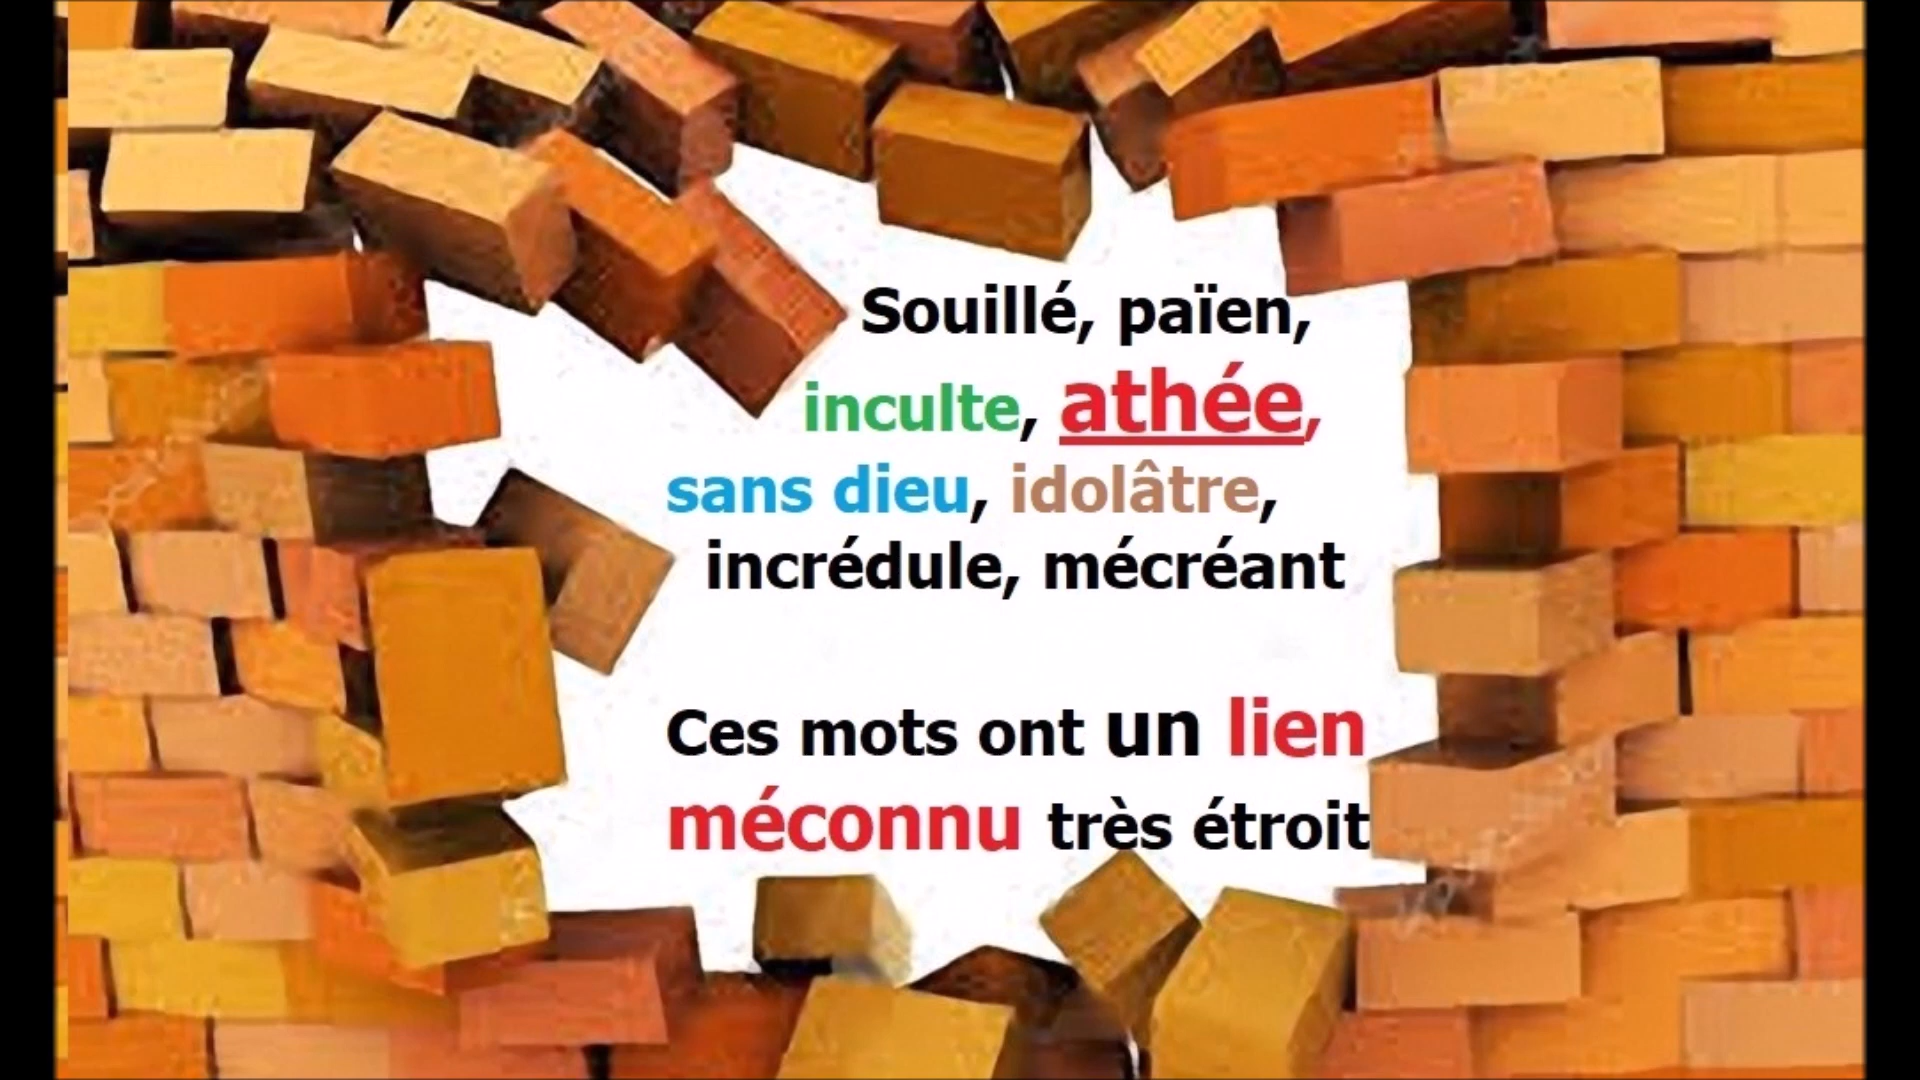 Souillé, païen,
inculte, athée,
sans dieu, idolâtre,
incrédule, mécréant
Ces mots ont un lien
méconnu très étroit